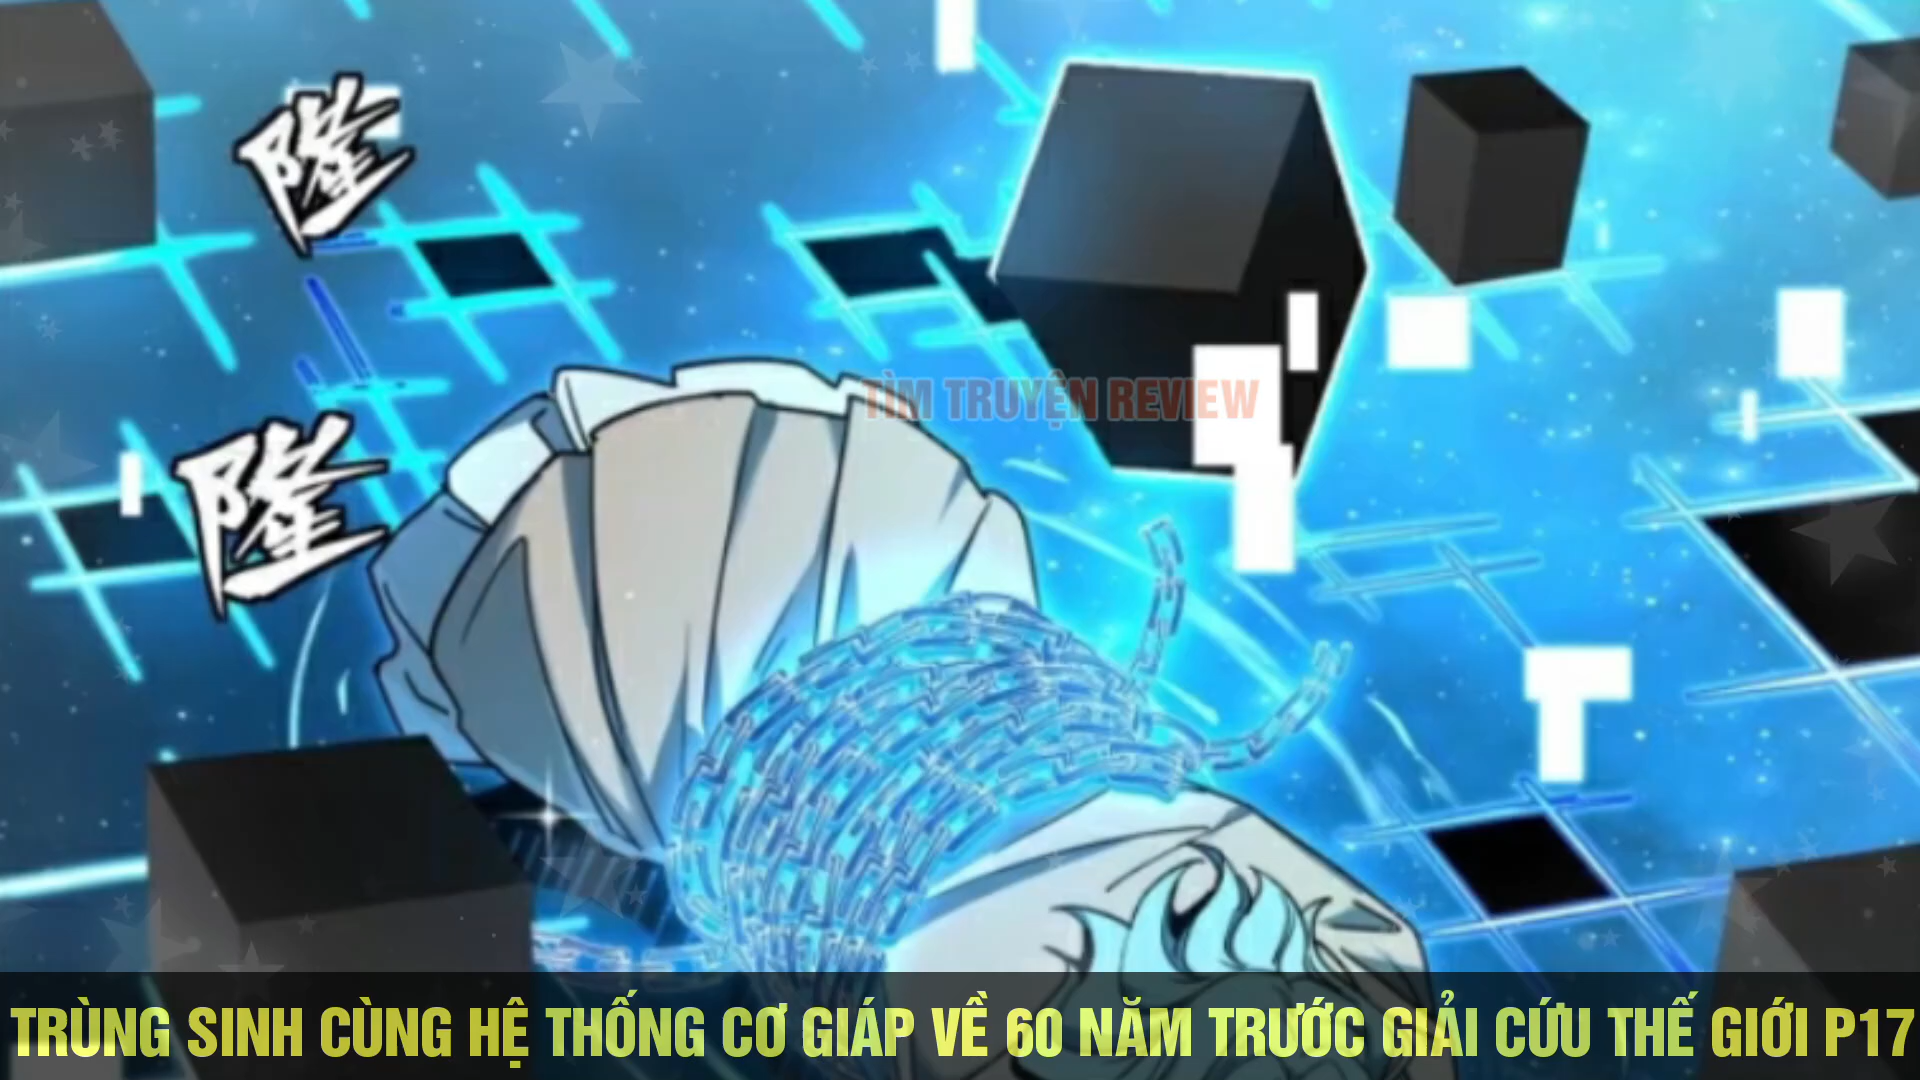 隆
隆
TÌM TRUYỆN REVIEW
TRÙNG SINH CÙNG HỆ THỐNG CƠ GIÁP VỀ 60 NĂM TRƯỚC GIẢI CỨU THẾ GIỚI P17